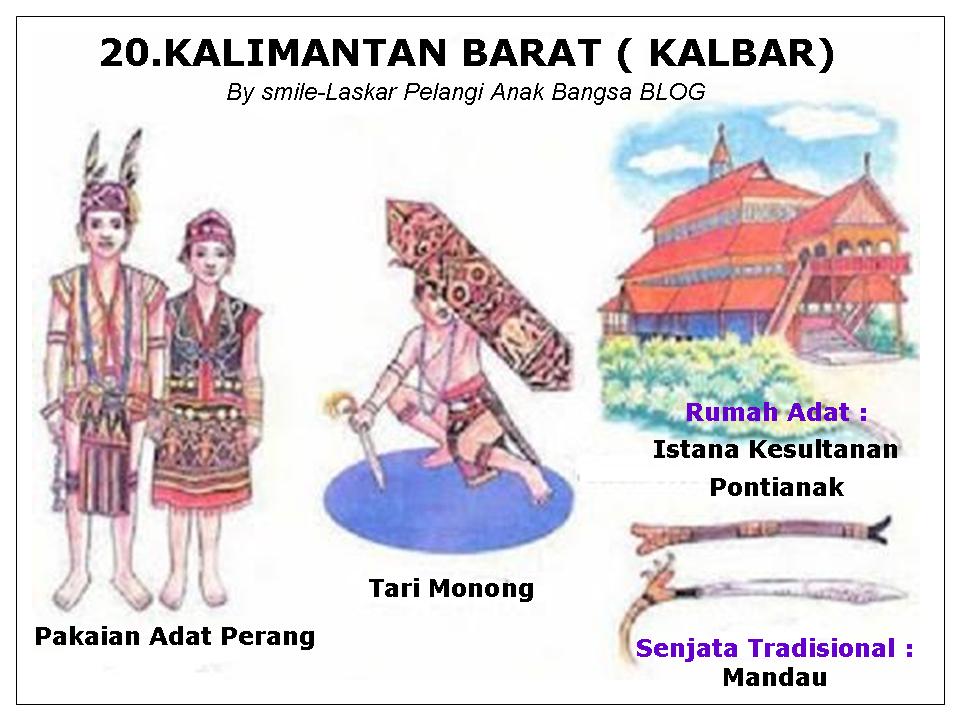 20.KALIMANTAN BARAT ( KALBAR)
By smile-Laskar Pelangi Anak Bangsa BLOG
Rumah Adat :
Istana Kesultanan
Pontianak
Tari Monong
Pakaian Adat Perang
Senjata Tradisional :
Mandau